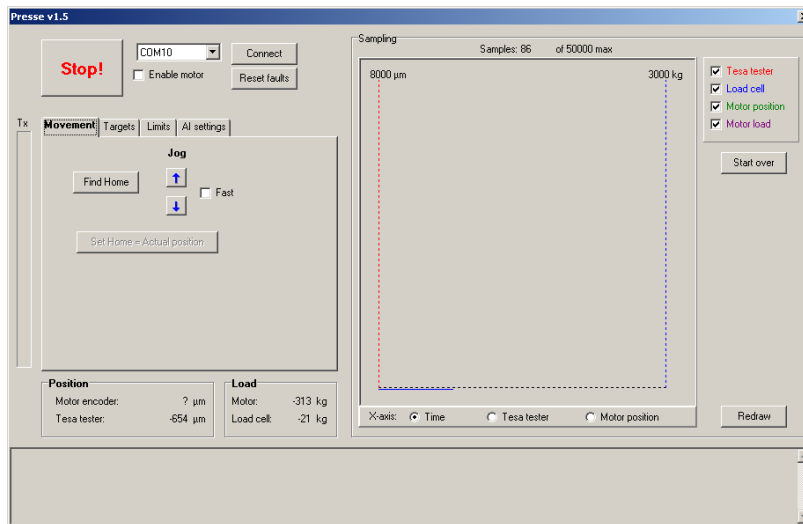 Presse v1.5
Stop!
COM10
Connect
Enable motor
Reset faults
Tx
Movement Targets Limits AI settings
Jog
Find Home
Fast
Set Home = Actual position
Position
Motor encoder: ? µm
Tesa tester: -654 µm
Load
Motor: -313 kg
Load cell: -21 kg
Sampling
Samples: 86 of 50000 max
8000 µm 3000 kg
X-axis: Time Tesa tester Motor position
Tesa tester
Load cell
Motor position
Motor load
Start over
Redraw